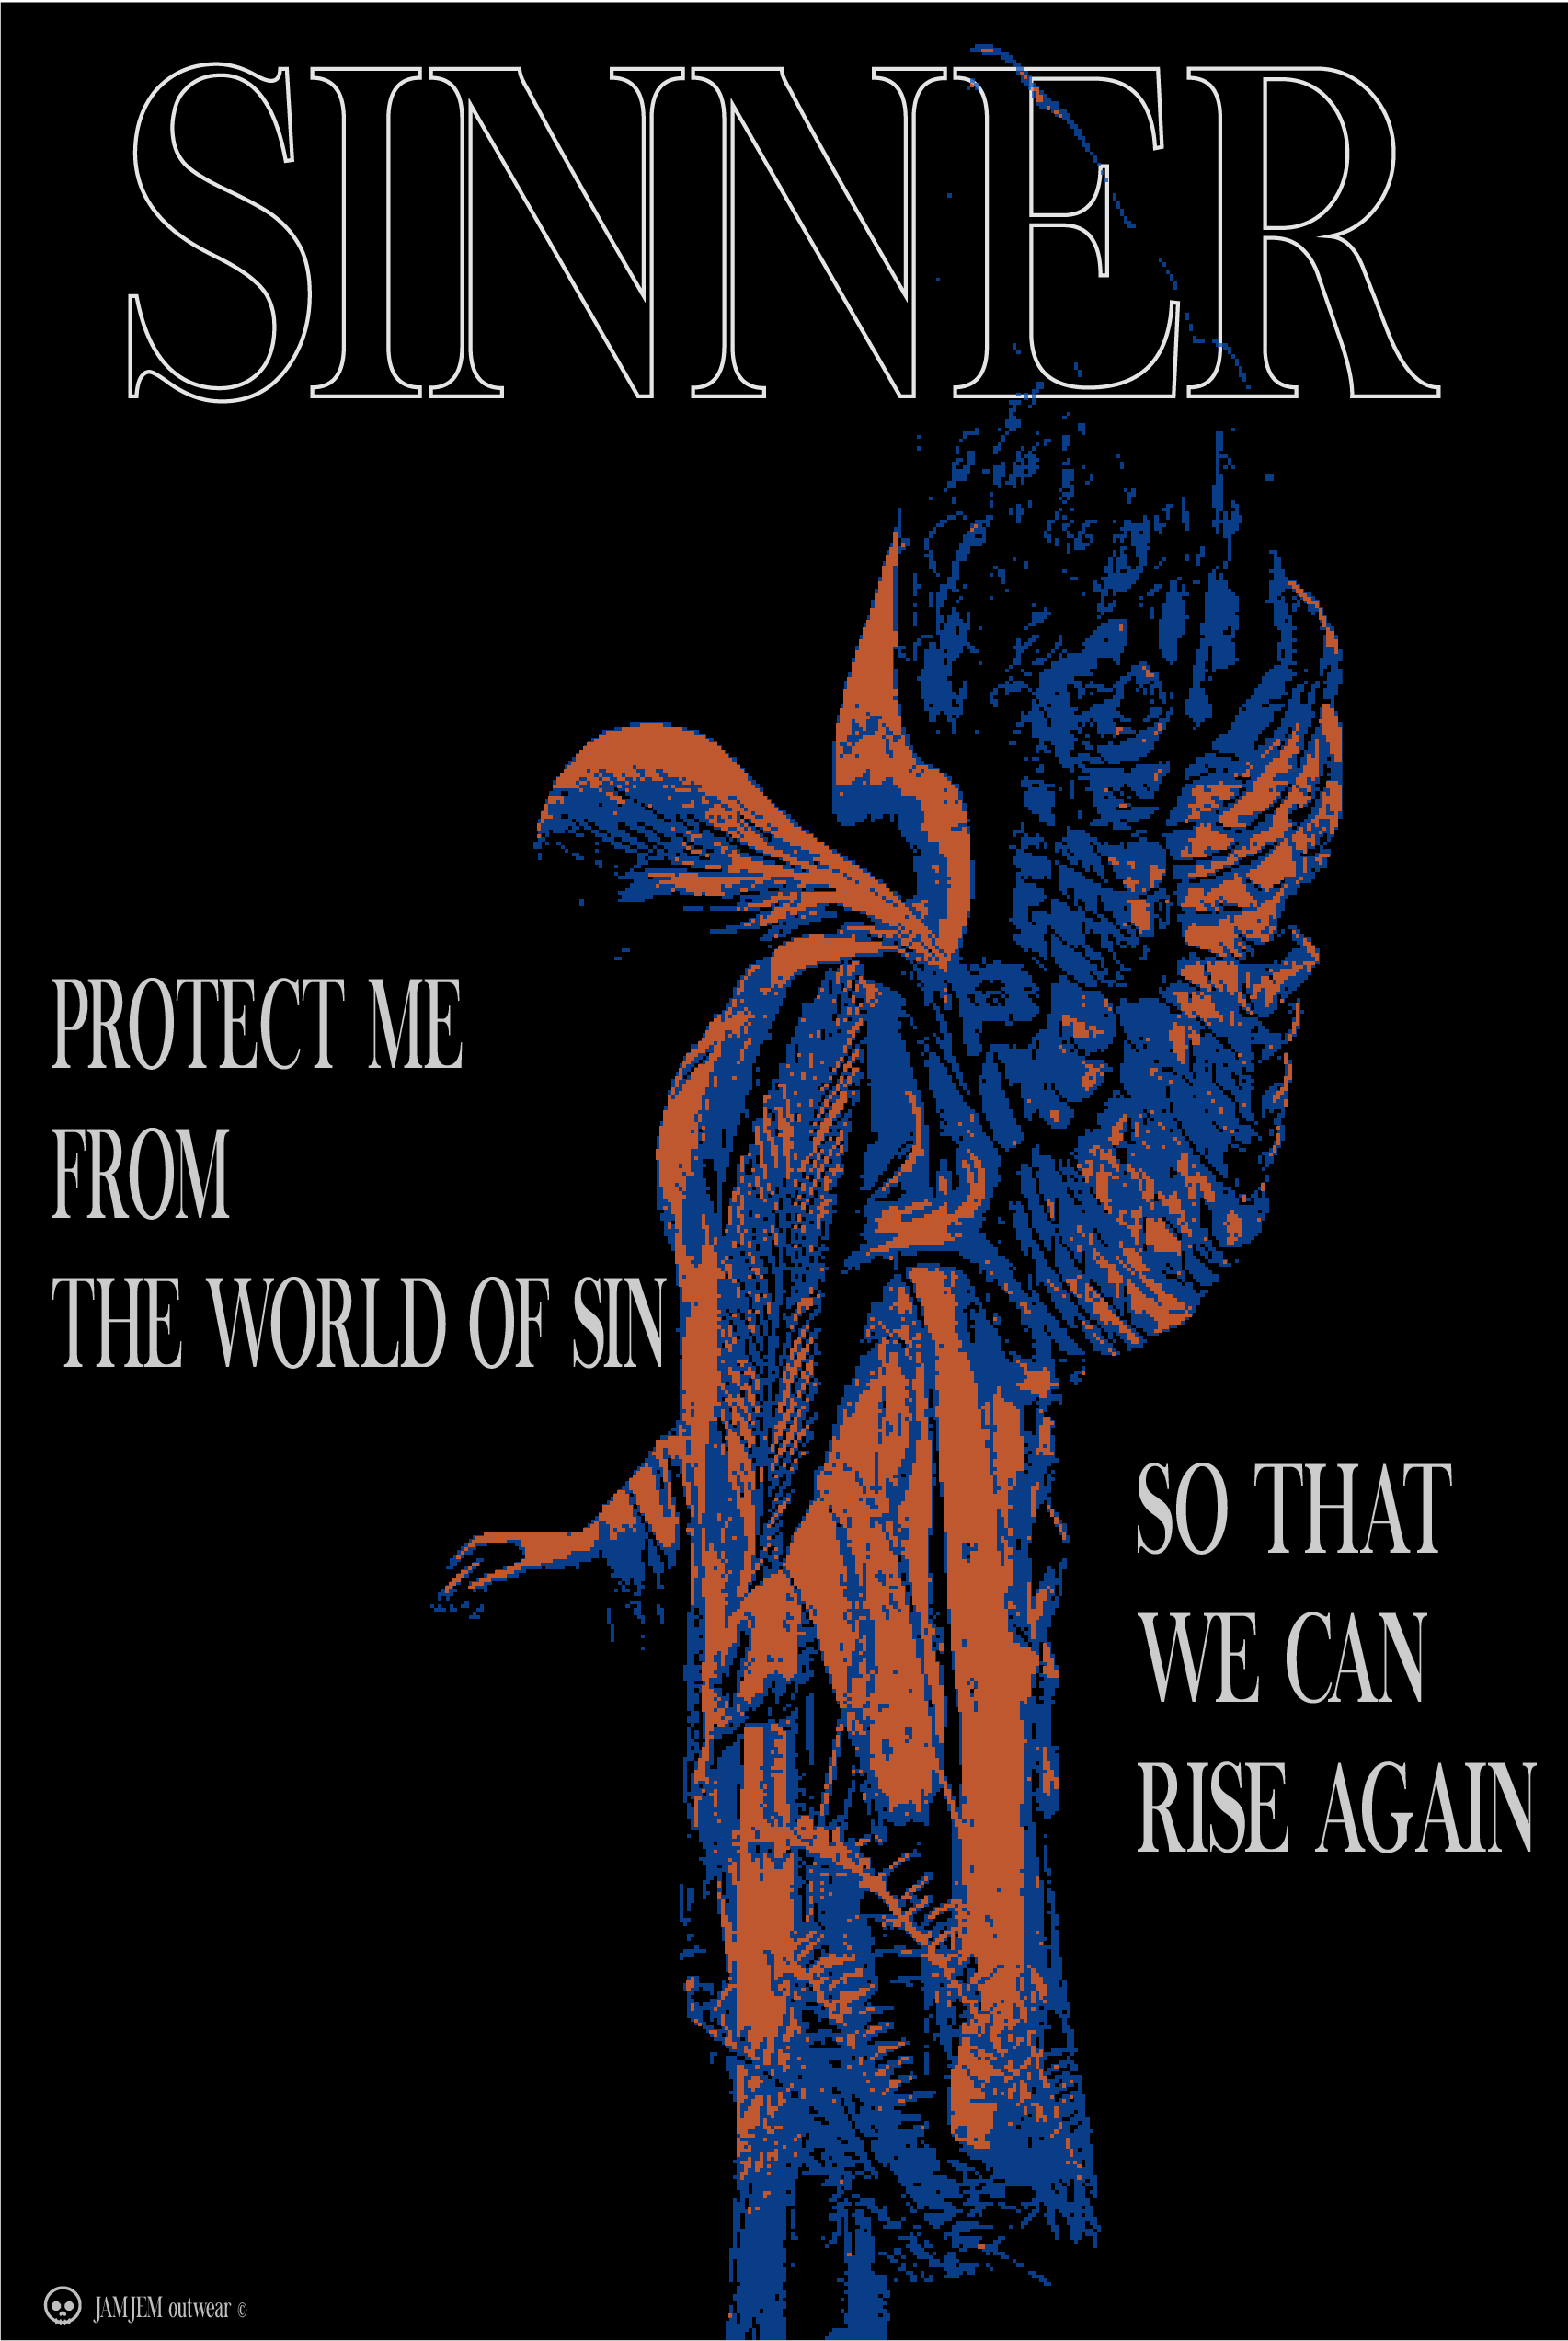 SINNER
PROTECT ME
FROM
THE WORLD OF SIN
SO THAT
WE CAN
RISE AGAIN
JAMJEM outwear ©